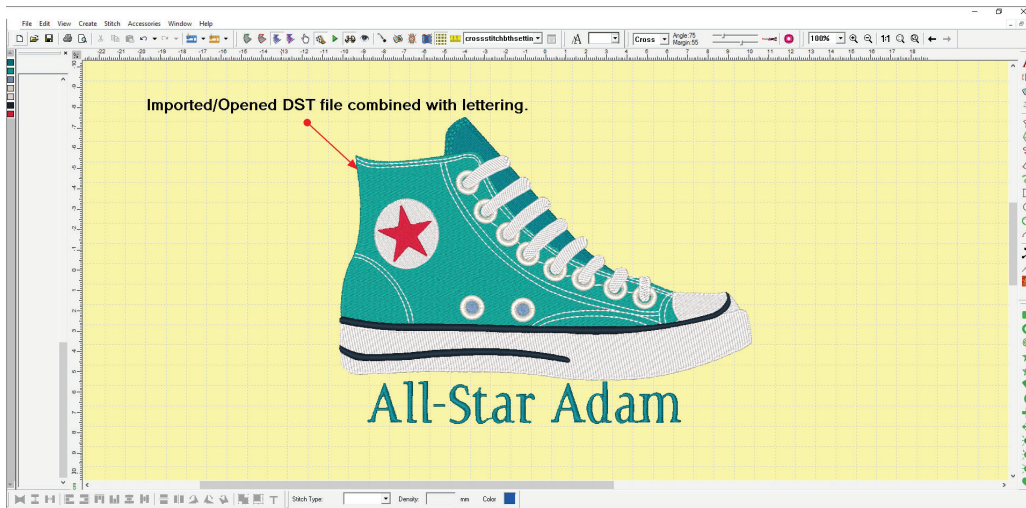 File Edit View Create Stitch Accessories Window Help
crossstitchbthsettin A Cross Angle:75 Margin:55 100% 1:1
Imported/Opened DST file combined with lettering.
All-Star Adam
Stitch Type: Density: mm Color